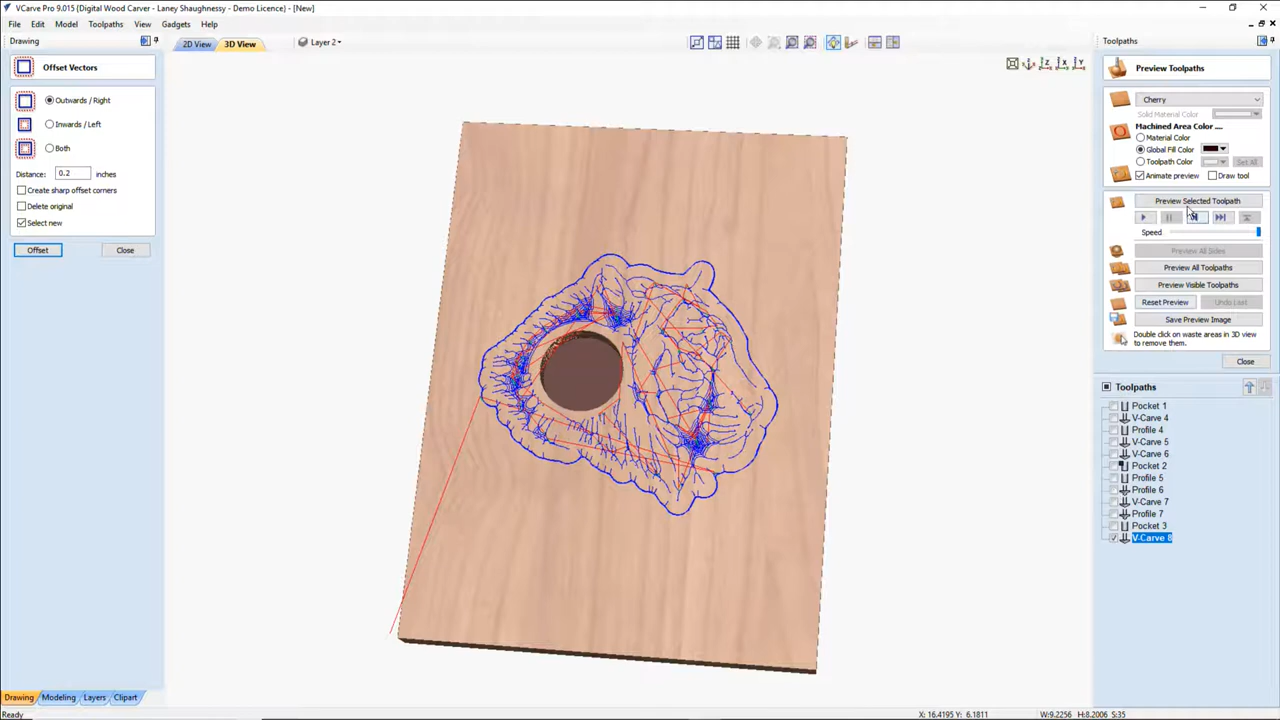 VCarve Pro 9.015 {Digital Wood Carver - Laney Shaughnessy - Demo Licence} - [New]
File Edit Model Toolpaths View Gadgets Help
Drawing
2D View 3D View Layer 2
Toolpaths
Offset Vectors
Outwards / Right
Inwards / Left
Both
Distance: 0.2 inches
Create sharp offset corners
Delete original
Select new
Offset Close
Z X Y
Preview Toolpaths
Cherry
Solid Material Color
Machined Area Color ....
Material Color
Global Fill Color
Toolpath Color Set All
Animate preview Draw tool
Preview Selected Toolpath
Speed
Preview All Sides
Preview All Toolpaths
Preview Visible Toolpaths
Reset Preview Undo Last
Save Preview Image
Double click on waste areas in 3D view
to remove them.
Close
Toolpaths
Pocket 1
V-Carve 4
Profile 4
V-Carve 5
V-Carve 6
Pocket 2
Profile 5
Profile 6
V-Carve 7
Profile 7
Pocket 3
V-Carve 8
Drawing Modeling Layers Clipart
Ready X: 16.4195 Y: 6.1811 W:9.2256 H:8.2006 S:35